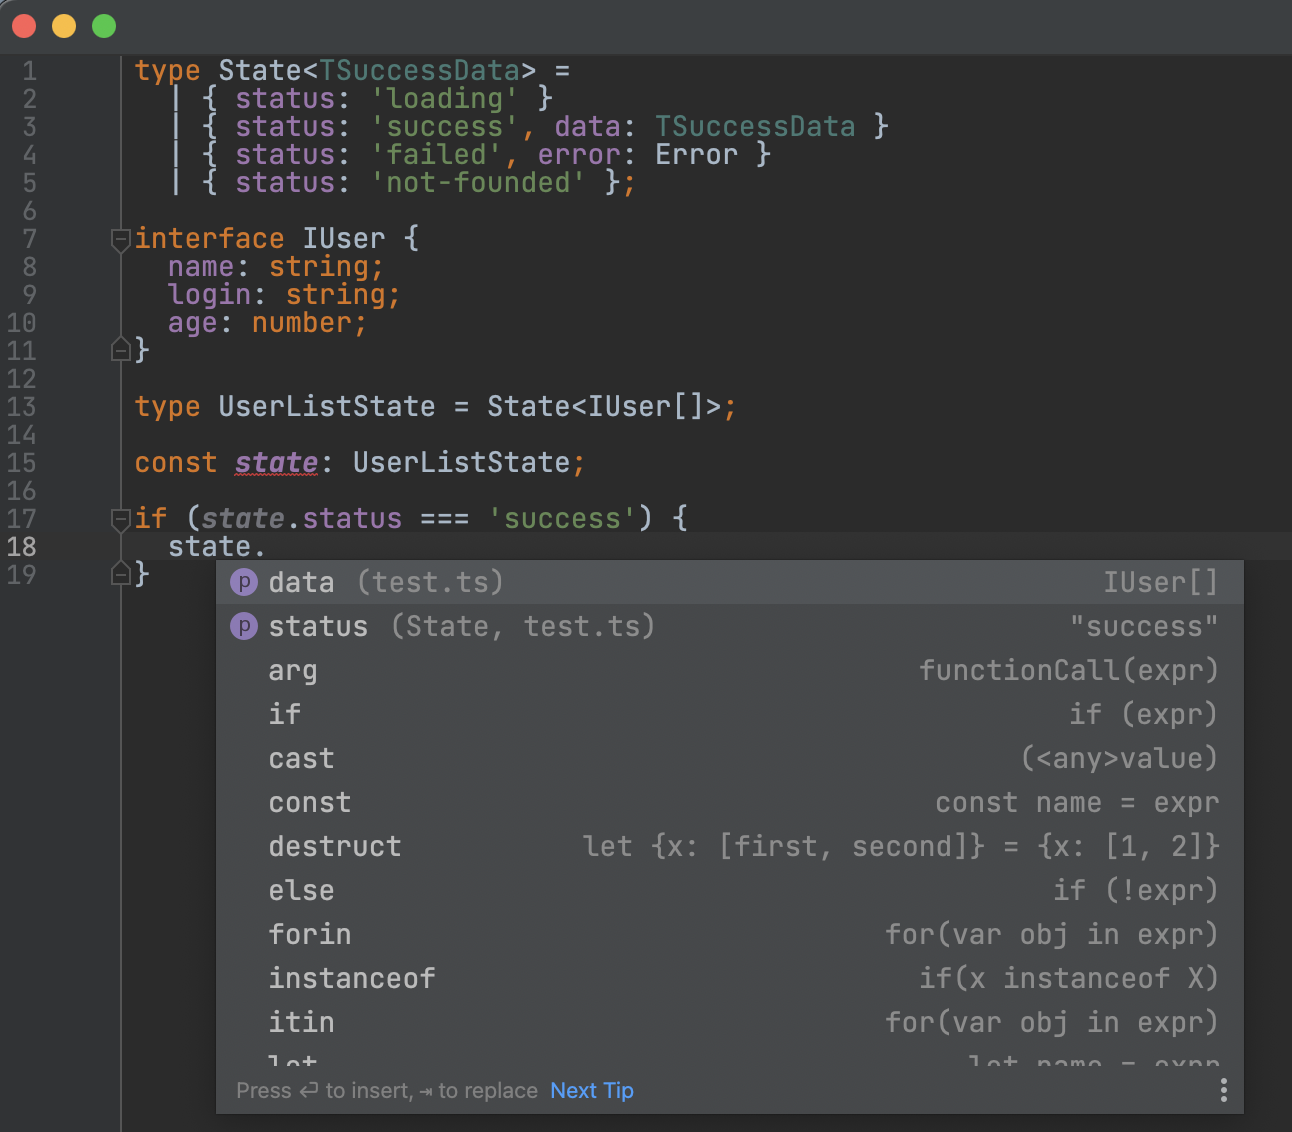 1 type State<TSuccessData> =
2   | { status: 'loading' }
3   | { status: 'success', data: TSuccessData }
4   | { status: 'failed', error: Error }
5   | { status: 'not-founded' };
6
7 interface IUser {
8   name: string;
9   login: string;
10   age: number;
11 }
12
13 type UserListState = State<IUser[]>;
14
15 const state: UserListState;
16
17 if (state.status === 'success') {
18   state.
19 }
p data (test.ts) IUser[]
p status (State, test.ts) "success"
arg functionCall(expr)
if if (expr)
cast (<any>value)
const const name = expr
destruct let {x: [first, second]} = {x: [1, 2]}
else if (!expr)
forin for(var obj in expr)
instanceof if(x instanceof X)
itin for(var obj in expr)
let let name = expr
Press ⏎ to insert, ⇥ to replace Next Tip